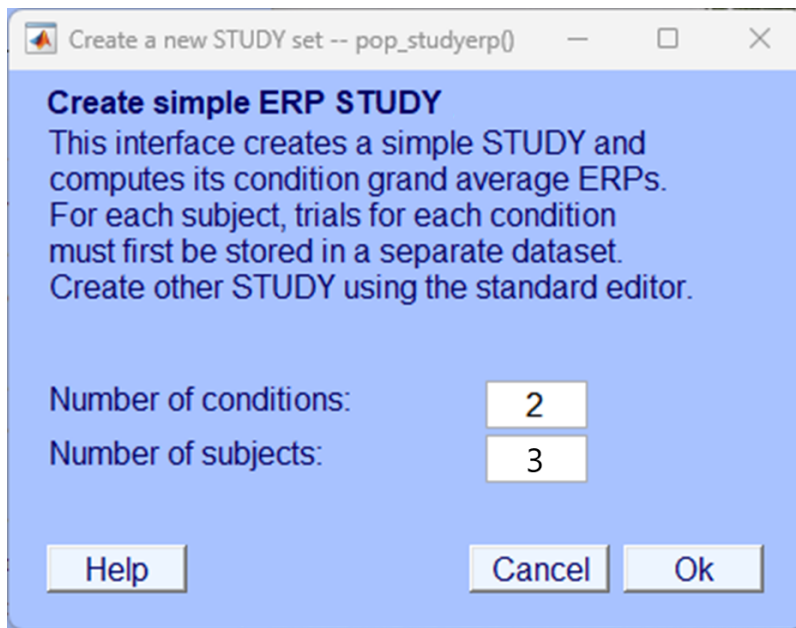 Create a new STUDY set -- pop_studyerp()
Create simple ERP STUDY
This interface creates a simple STUDY and
computes its condition grand average ERPs.
For each subject, trials for each condition
must first be stored in a separate dataset.
Create other STUDY using the standard editor.
Number of conditions: 2
Number of subjects: 3
Help Cancel Ok